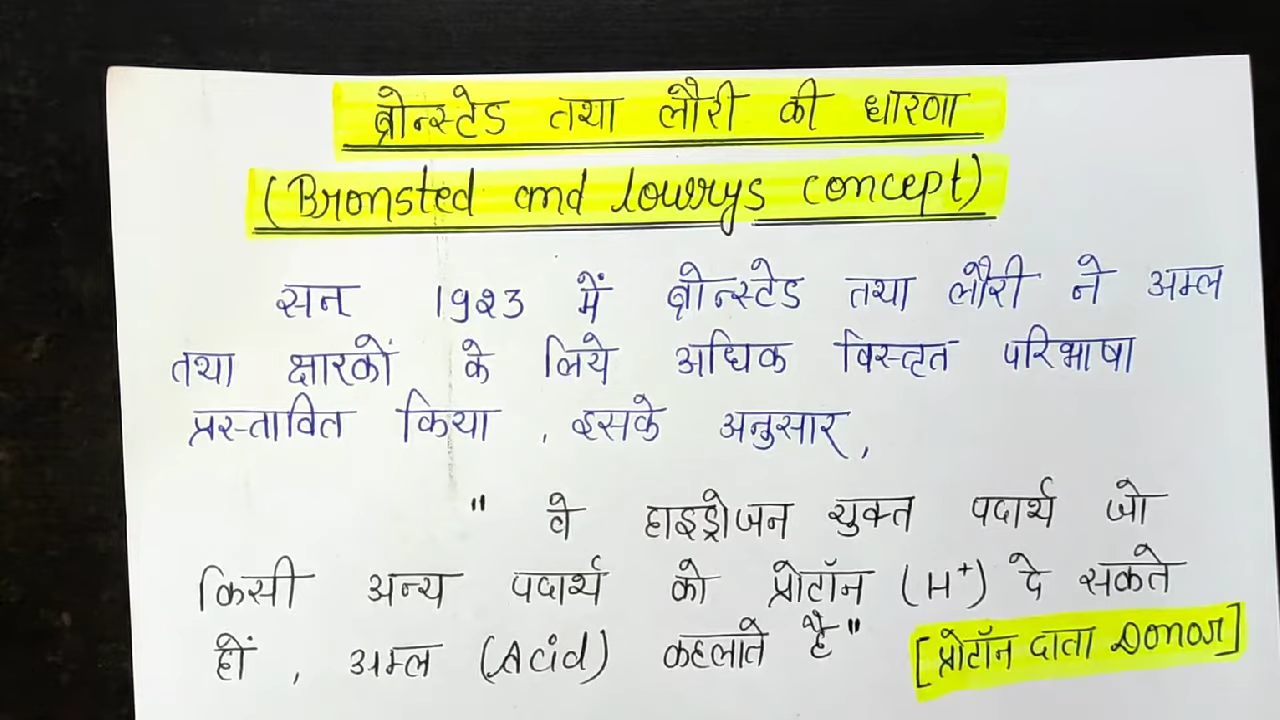 ब्रोन्स्टेड तथा लौरी की धारणा
(Bronsted and lowrys concept)
सन् 1923 में ब्रोन्स्टेड तथा लौरी ने अम्ल
तथा क्षारकों के लिये अधिक विस्तृत परिभाषा
प्रस्तावित किया , इसके अनुसार,
" वे हाइड्रोजन युक्त पदार्थ जो
किसी अन्य पदार्थ को प्रोटॉन (H⁺) दे सकते
हों , अम्ल (Acid) कहलाते है"
[प्रोटॉन दाता Donar]